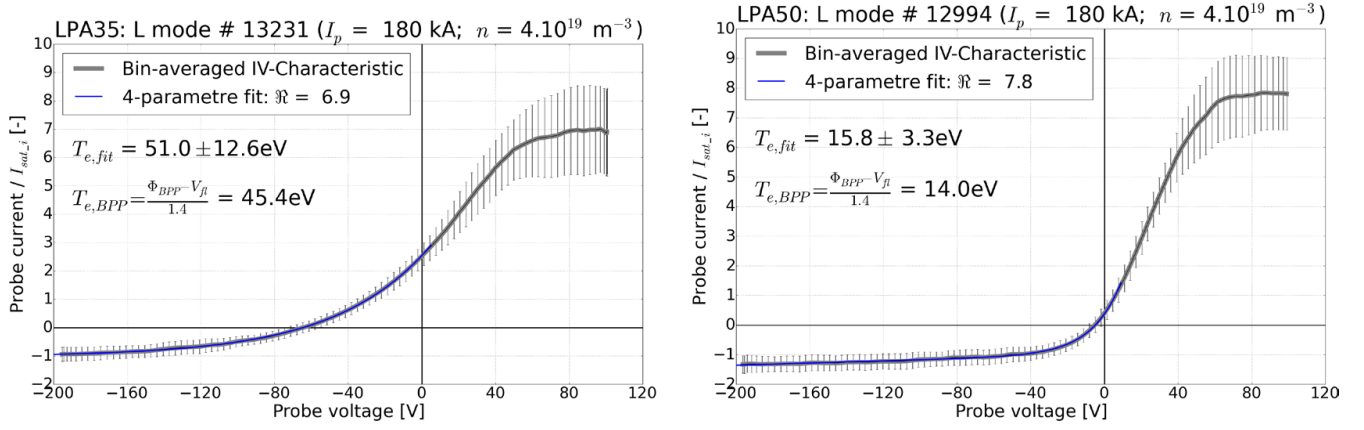 LPA35: L mode # 13231 (I_p = 180 kA; n = 4.10^19 m^−3)
Bin-averaged IV-Characteristic
4-parametre fit: ℜ = 6.9
T_e,fit = 51.0 ±12.6eV
T_e,BPP = (Φ_BPP−V_fl)/1.4 = 45.4eV
Probe current / I_sat_i [-]
10
9
8
7
6
5
4
3
2
1
0
−1
−2
−200 −160 −120 −80 −40 0 40 80 120
Probe voltage [V]
LPA50: L mode # 12994 (I_p = 180 kA; n = 4.10^19 m^−3)
Bin-averaged IV-Characteristic
4-parametre fit: ℜ = 7.8
T_e,fit = 15.8 ± 3.3eV
T_e,BPP = (Φ_BPP−V_fl)/1.4 = 14.0eV
Probe current / I_sat_i [-]
10
9
8
7
6
5
4
3
2
1
0
−1
−2
−200 −160 −120 −80 −40 0 40 80 120
Probe voltage [V]